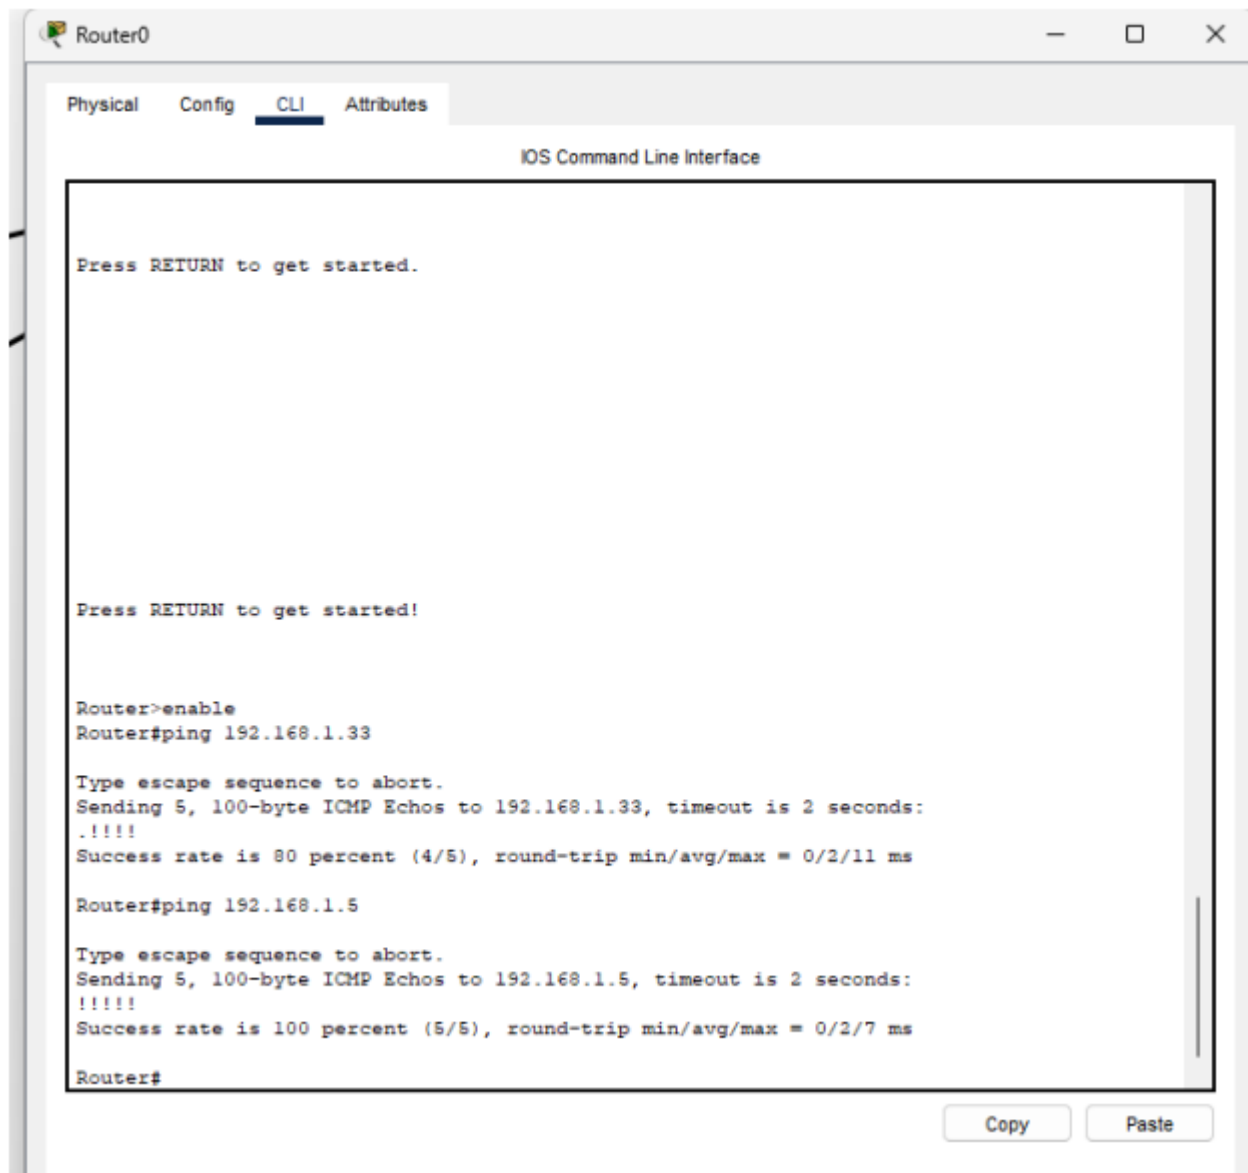 Router0
Physical Config CLI Attributes
IOS Command Line Interface
Press RETURN to get started.
Press RETURN to get started!
Router>enable
Router#ping 192.168.1.33
Type escape sequence to abort.
Sending 5, 100-byte ICMP Echos to 192.168.1.33, timeout is 2 seconds:
.!!!!
Success rate is 80 percent (4/5), round-trip min/avg/max = 0/2/11 ms
Router#ping 192.168.1.5
Type escape sequence to abort.
Sending 5, 100-byte ICMP Echos to 192.168.1.5, timeout is 2 seconds:
!!!!!
Success rate is 100 percent (5/5), round-trip min/avg/max = 0/2/7 ms
Router#
Copy Paste